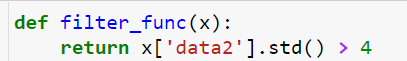 def filter_func(x):
    return x['data2'].std() > 4